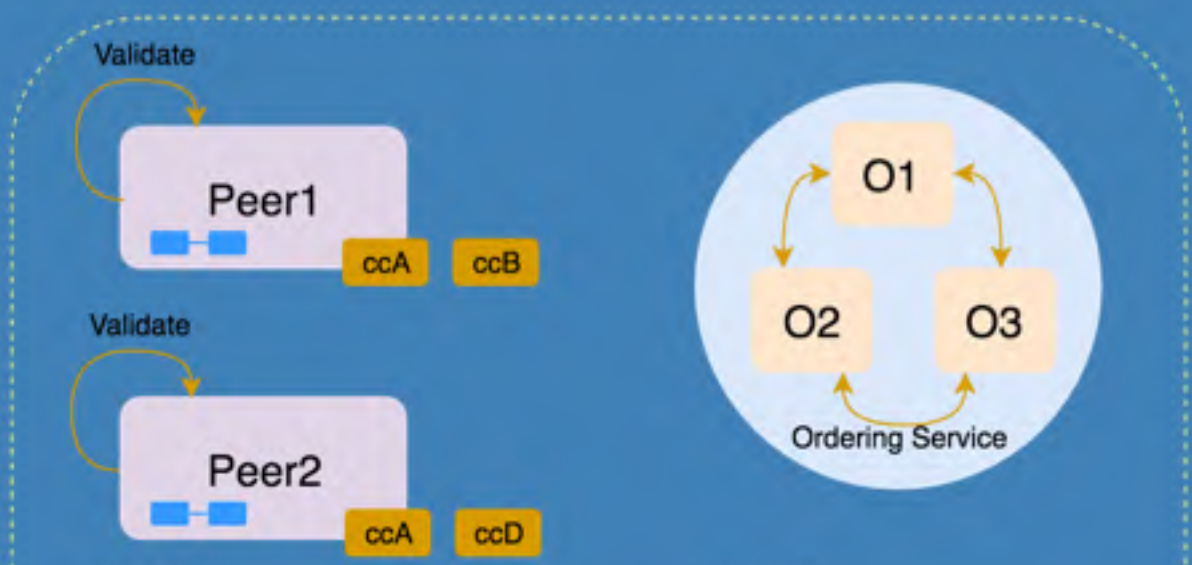 Validate
Peer1
ccA
ccB
Validate
Peer2
ccA
ccD
O1
O2
O3
Ordering Service